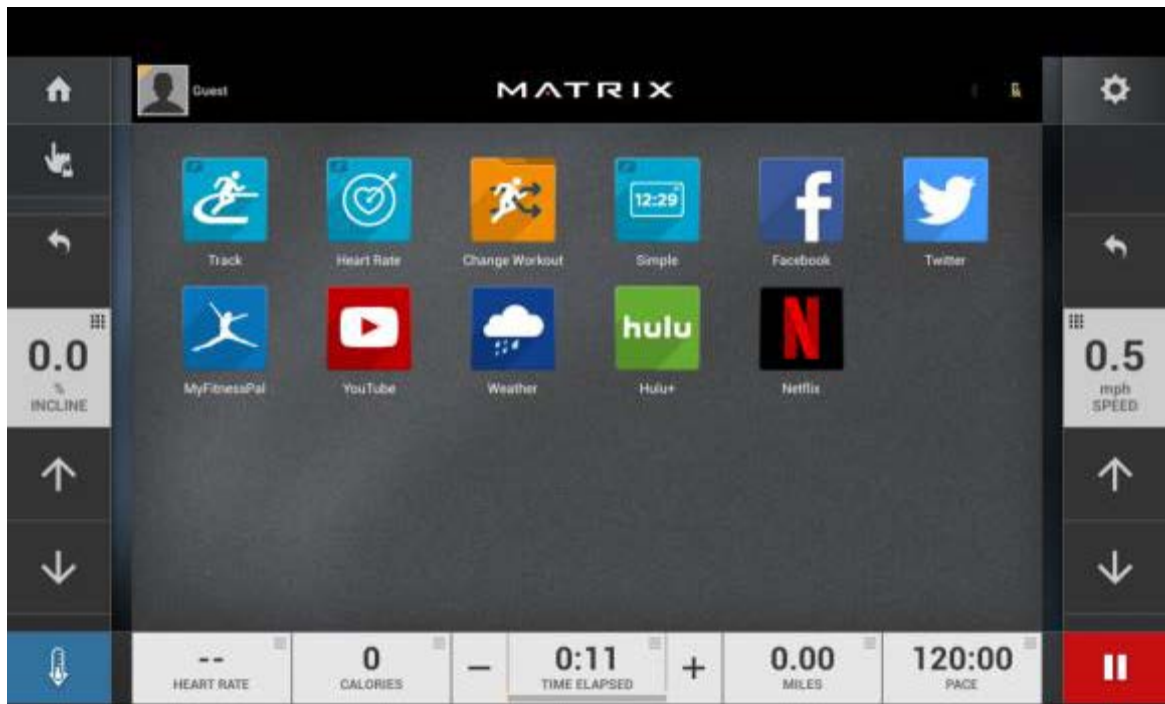 Guest
MATRIX
12:29
Track
Heart Rate
Change Workout
Simple
Facebook
Twitter
hulu
N
MyFitnessPal
YouTube
Weather
Hulu+
Netflix
0.0
%
INCLINE
0.5
mph
SPEED
--
HEART RATE
0
CALORIES
−
0:11
TIME ELAPSED
+
0.00
MILES
120:00
PACE